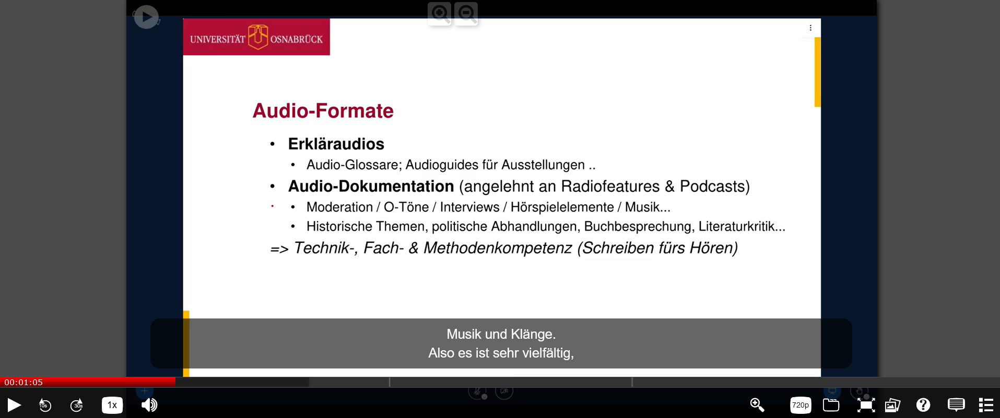 UNIVERSITÄT OSNABRÜCK
Audio-Formate
• Erkläraudios
• Audio-Glossare; Audioguides für Ausstellungen ..
• Audio-Dokumentation (angelehnt an Radiofeatures & Podcasts)
• Moderation / O-Töne / Interviews / Hörspielelemente / Musik...
• Historische Themen, politische Abhandlungen, Buchbesprechung, Literaturkritik...
=> Technik-, Fach- & Methodenkompetenz (Schreiben fürs Hören)
Musik und Klänge.
Also es ist sehr vielfältig,
00:01:05
10s 30s 1x 720p